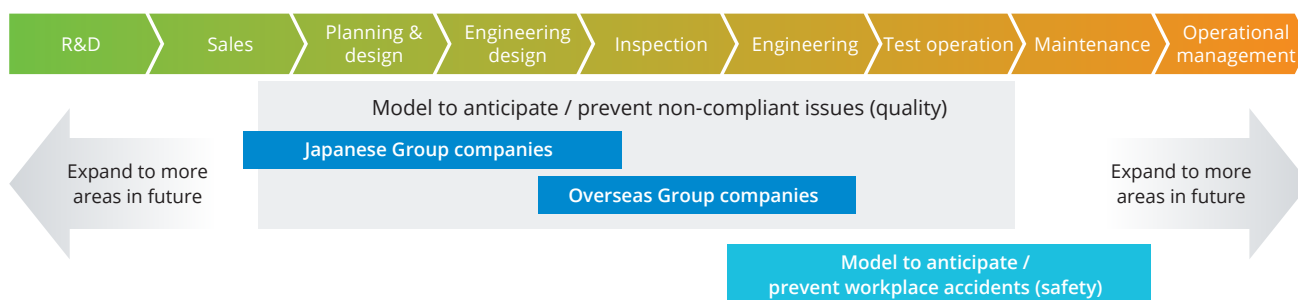 R&D
Sales
Planning &
design
Engineering
design
Inspection
Engineering
Test operation
Maintenance
Operational
management
Model to anticipate / prevent non-compliant issues (quality)
Japanese Group companies
Expand to more
areas in future
Overseas Group companies
Expand to more
areas in future
Model to anticipate /
prevent workplace accidents (safety)